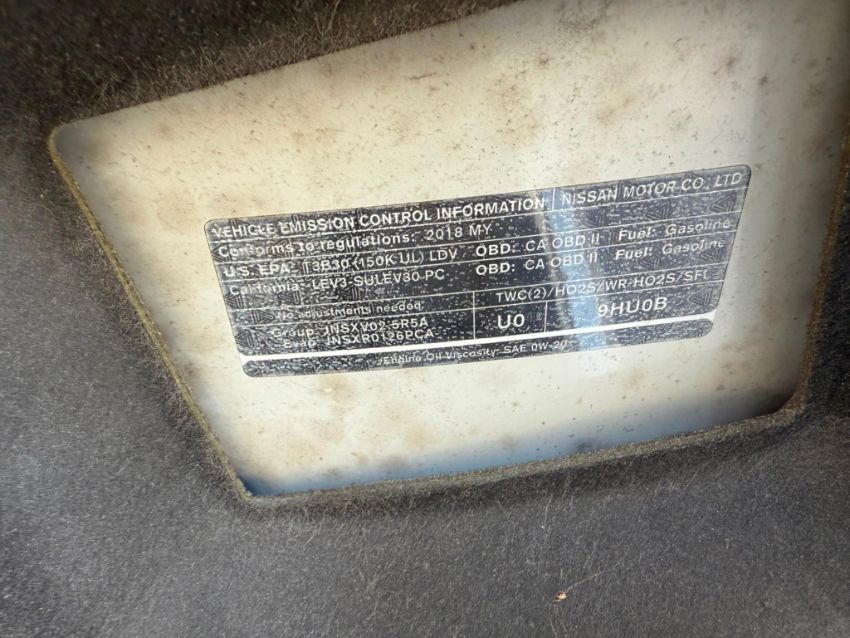 VEHICLE EMISSION CONTROL INFORMATION NISSAN MOTOR CO., LTD
Conforms to regulations: 2018 MY
U.S. EPA: T3B30 (150K UL) LDV OBD: CA OBD II Fuel: Gasoline
California: LEV3-SULEV30 PC OBD: CA OBD II Fuel: Gasoline
No adjustments needed. TWC(2)/HO2S/WR-HO2S/SFI
Group: JNSXV02.5R5A U0 9HU0B
Evap: JNSXR0126PCA
Engine Oil Viscosity: SAE 0W-20